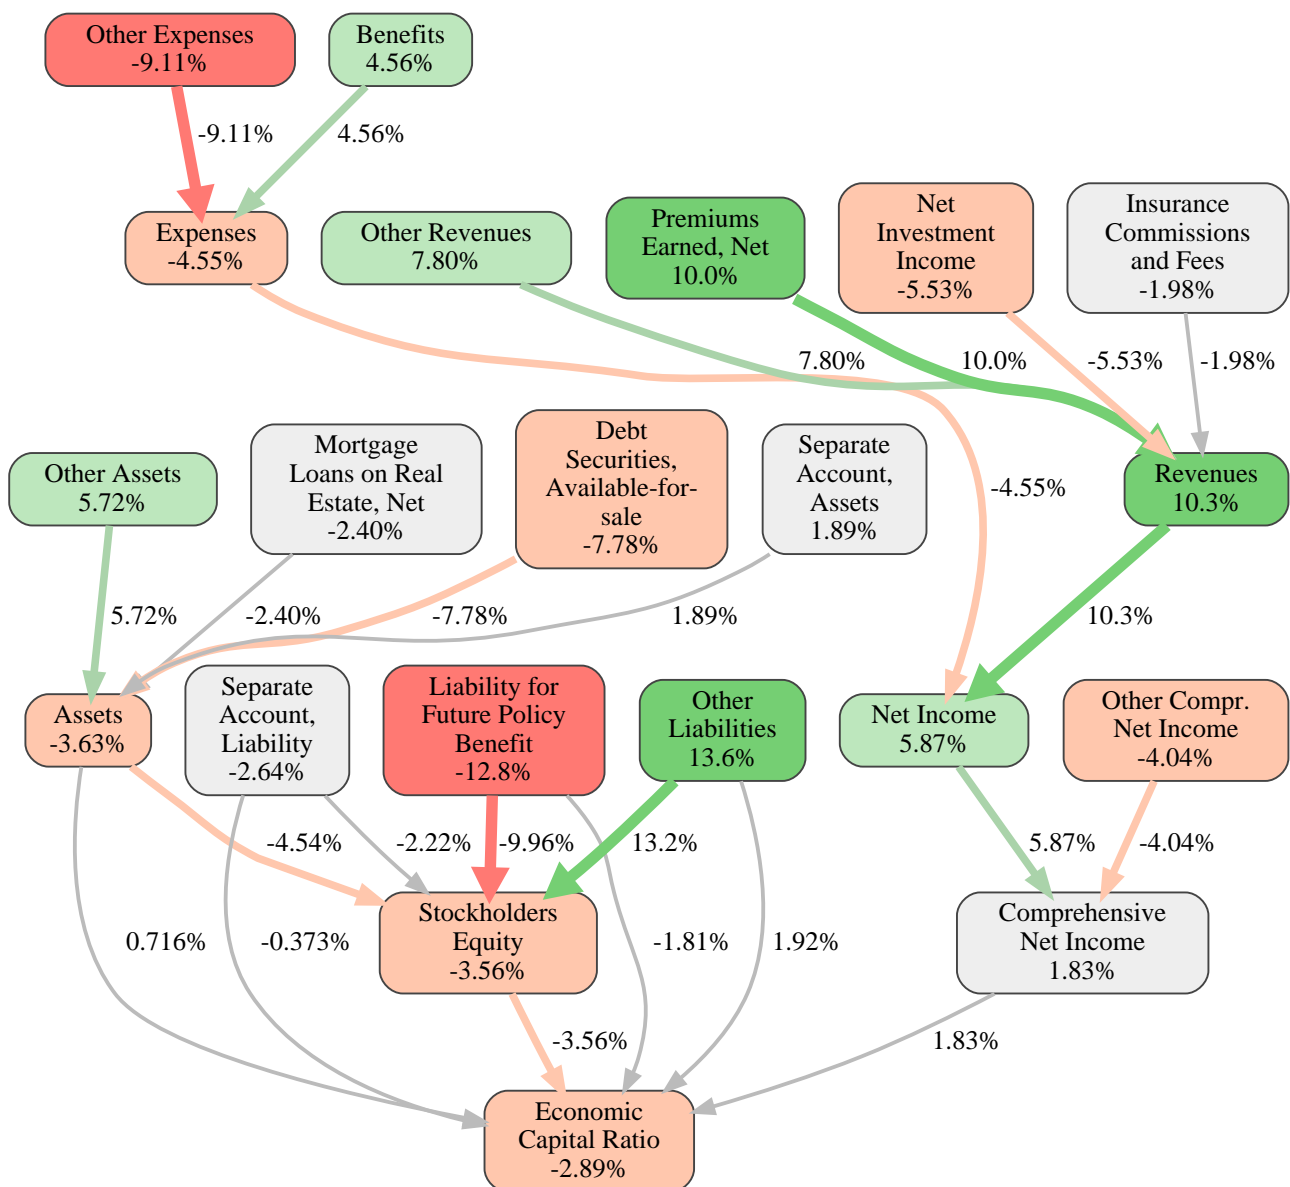 Other Expenses
-9.11%
Benefits
4.56%
-9.11%
4.56%
Expenses
-4.55%
Other Revenues
7.80%
Premiums
Earned, Net
10.0%
Net
Investment
Income
-5.53%
Insurance
Commissions
and Fees
-1.98%
7.80%
10.0%
-5.53%
-1.98%
Other Assets
5.72%
Mortgage
Loans on Real
Estate, Net
-2.40%
Debt
Securities,
Available-for-
sale
-7.78%
Separate
Account,
Assets
1.89%
-4.55%
Revenues
10.3%
5.72%
-2.40%
-7.78%
1.89%
10.3%
Assets
-3.63%
Separate
Account,
Liability
-2.64%
Liability for
Future Policy
Benefit
-12.8%
Other
Liabilities
13.6%
Net Income
5.87%
Other Compr.
Net Income
-4.04%
-4.54%
-2.22%
-9.96%
13.2%
5.87%
-4.04%
0.716%
-0.373%
Stockholders
Equity
-3.56%
-1.81%
1.92%
Comprehensive
Net Income
1.83%
-3.56%
1.83%
Economic
Capital Ratio
-2.89%